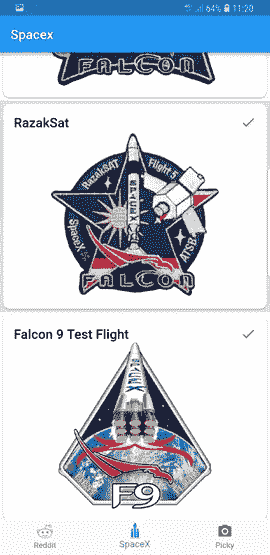 64% 11:20
Spacex
FALCON
RazakSat
RazakSAT Flight 5
SPACEX
SpaceX
ATSB
FALCON
Falcon 9 Test Flight
SPACEX
F9
Reddit
SpaceX
Picky